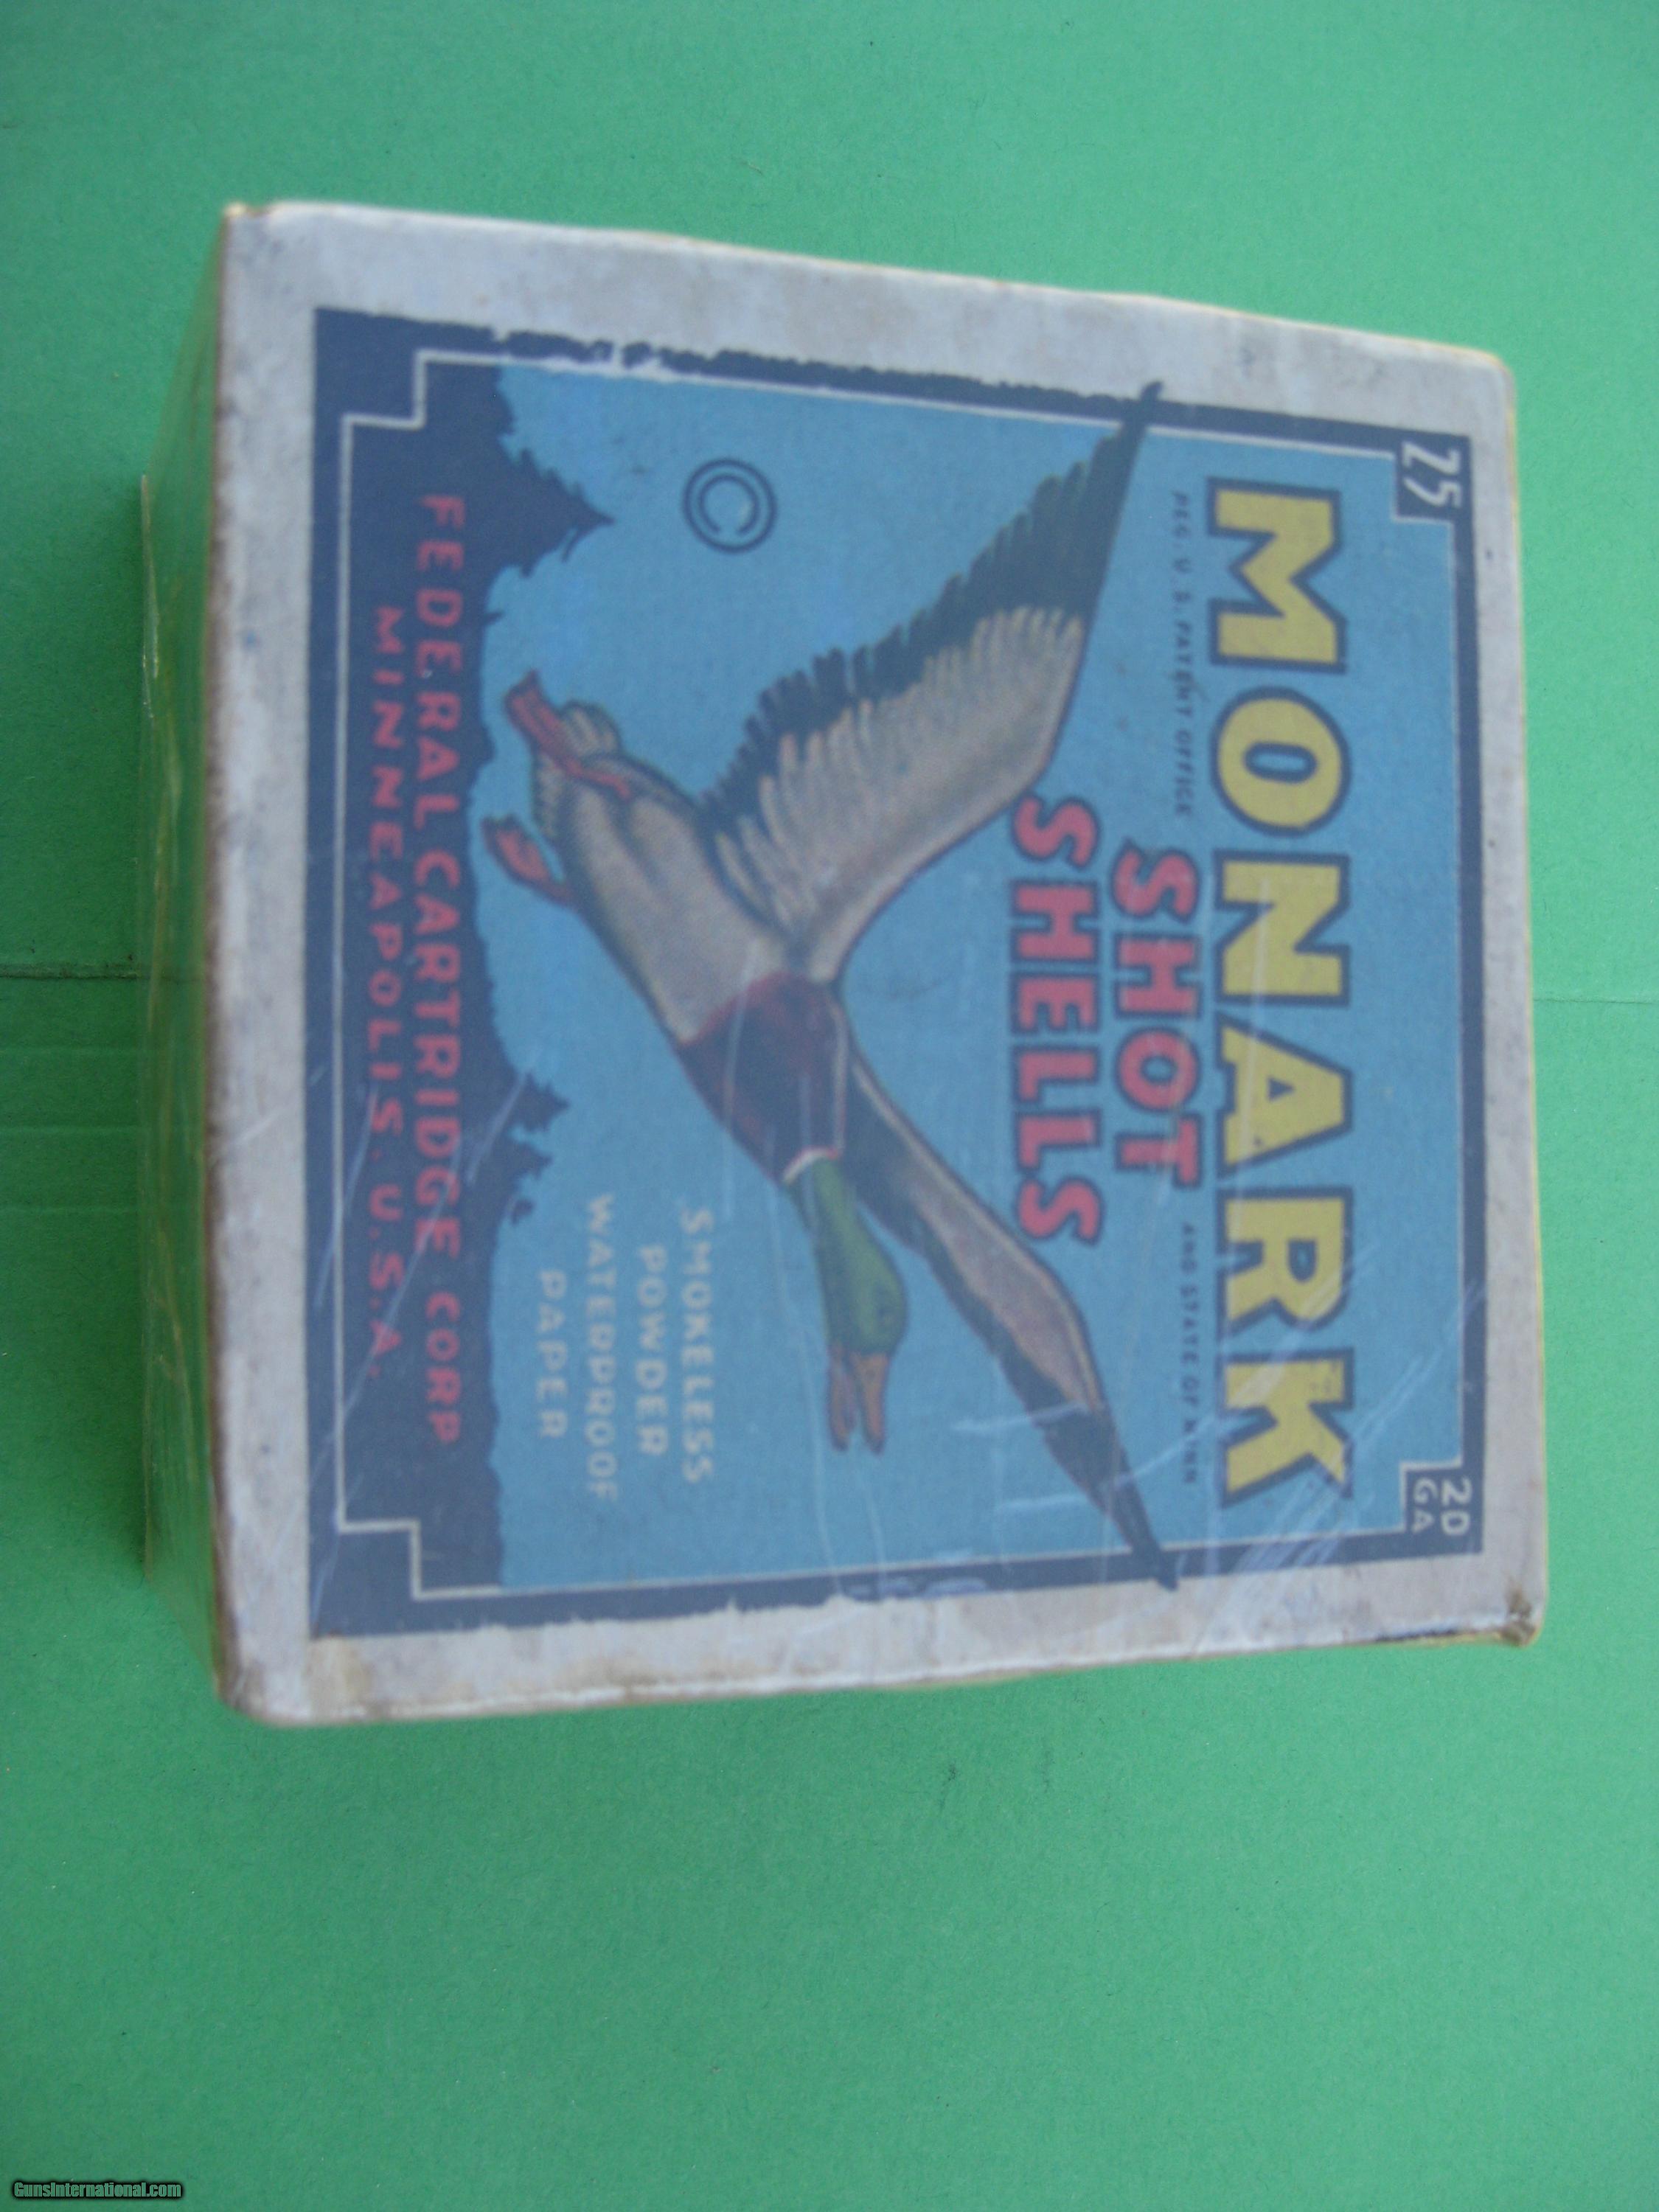 25
20
GA
MONARK
REG. U.S. PATENT OFFICE
AND STATE OF MINN
SHOT
SHELLS
©
SMOKELESS
POWDER
WATERPROOF
PAPER
FEDERAL CARTRIDGE CORP
MINNEAPOLIS. U.S.A.
GunsInternational.com